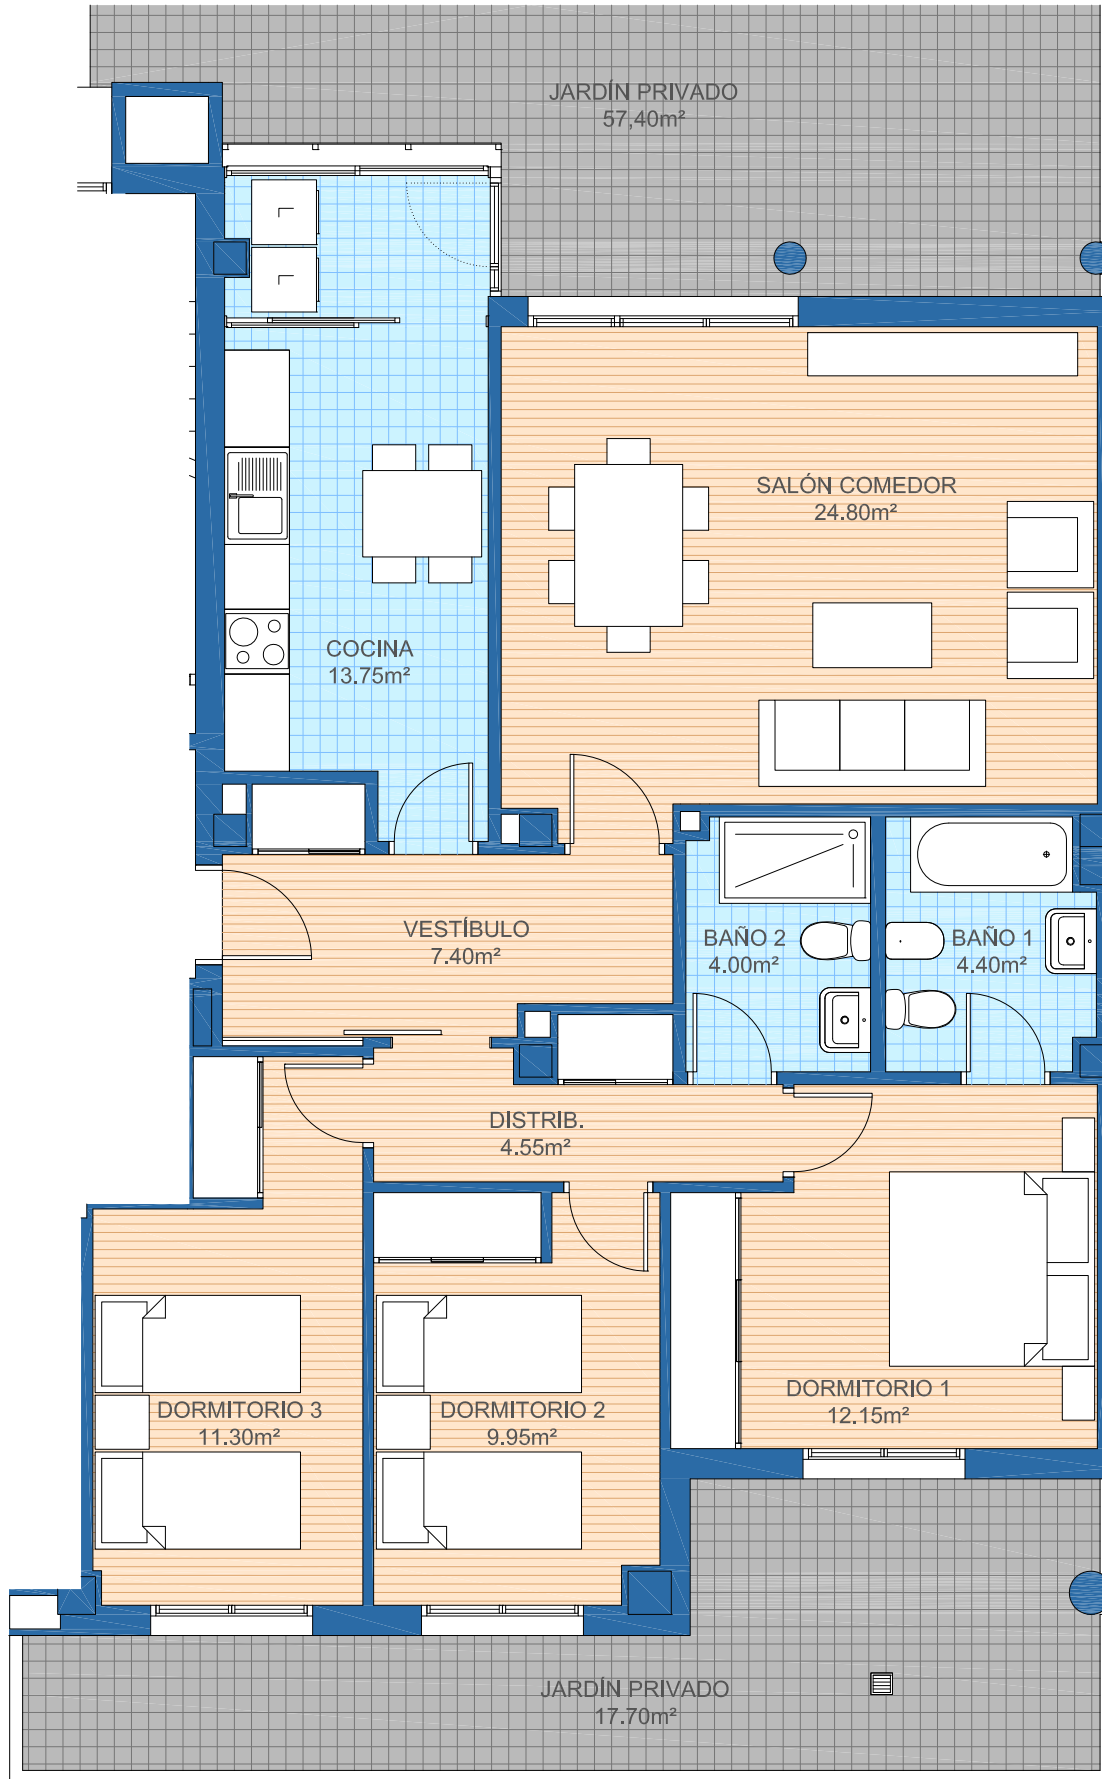 JARDÍN PRIVADO
57,40m²
SALÓN COMEDOR
24.80m²
COCINA
13.75m²
VESTÍBULO
7.40m²
BAÑO 2
4.00m²
BAÑO 1
4.40m²
DISTRIB.
4.55m²
DORMITORIO 1
12.15m²
DORMITORIO 3
11.30m²
DORMITORIO 2
9.95m²
JARDÍN PRIVADO
17.70m²